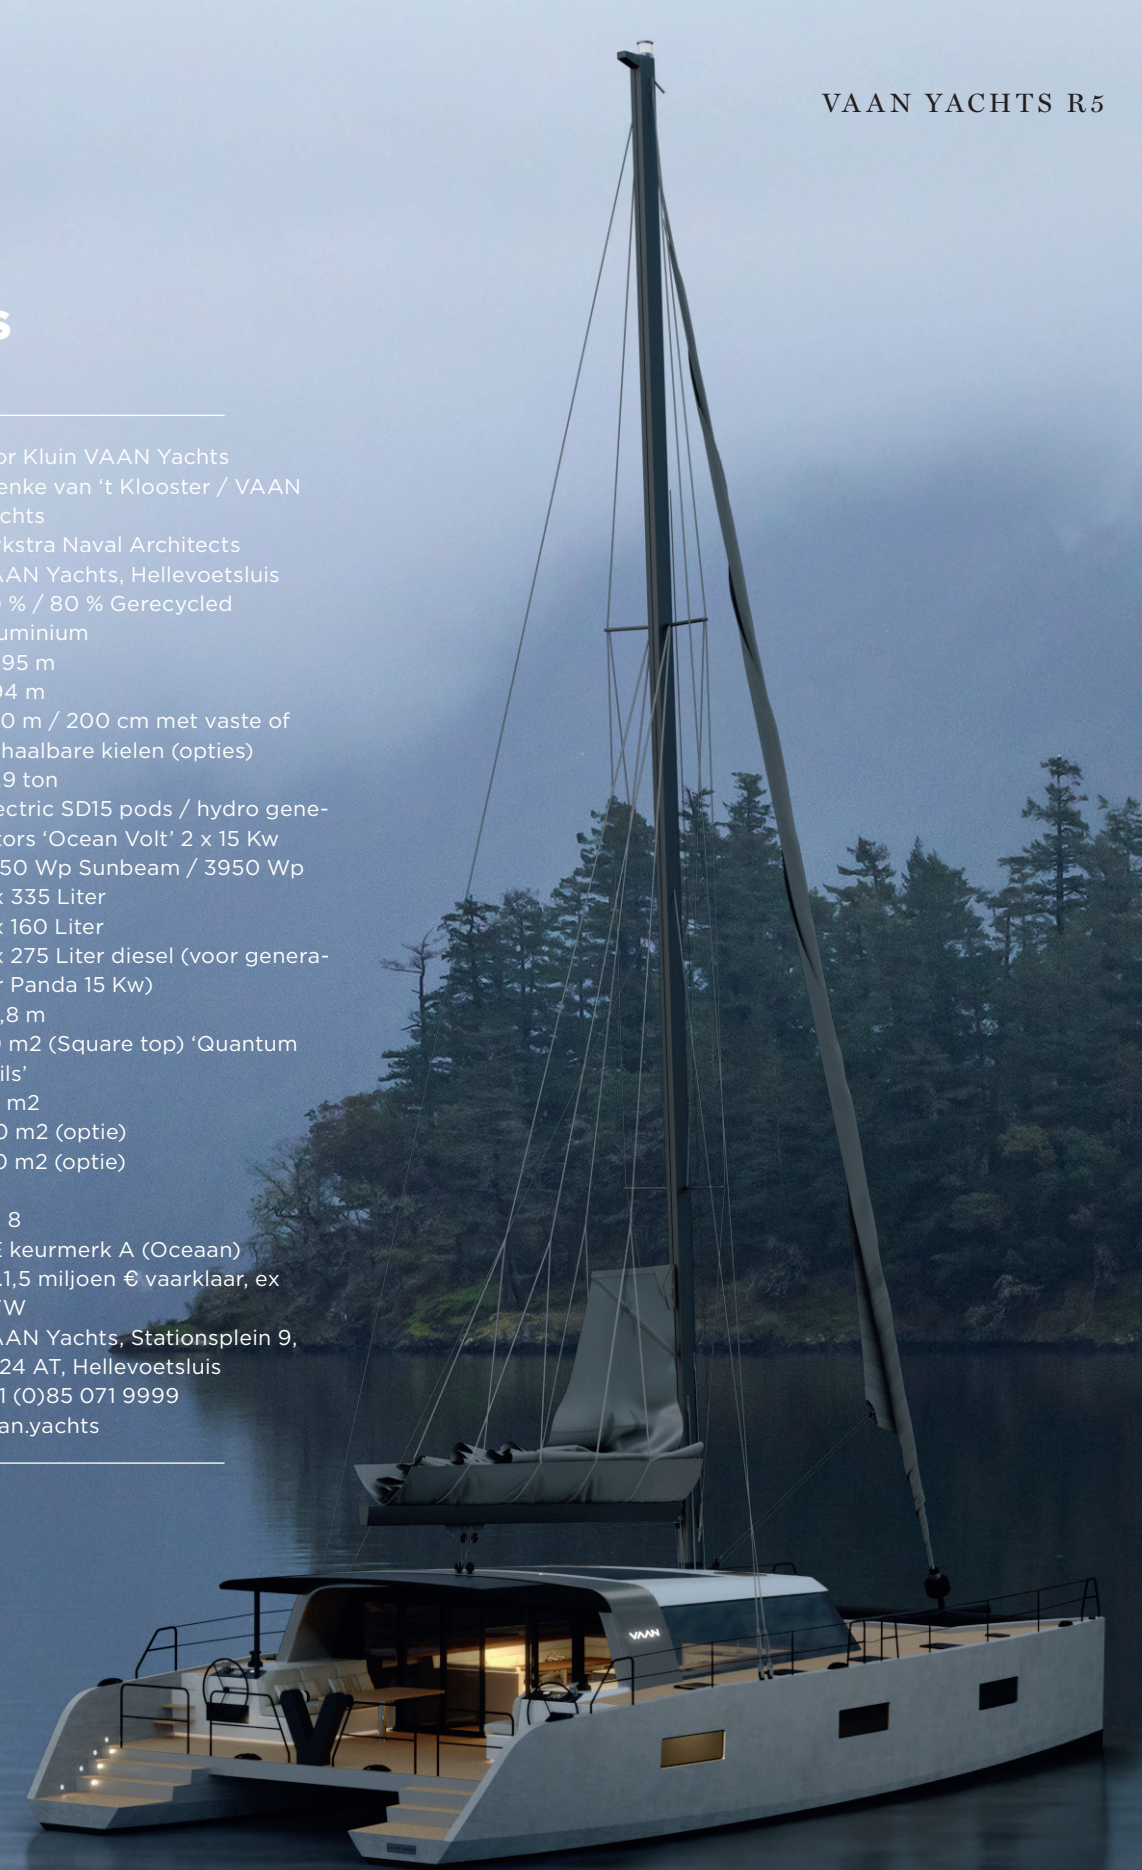 VAAN YACHTS R5
s
or Kluin VAAN Yachts
enke van ‘t Klooster / VAAN
chts
kstra Naval Architects
AAN Yachts, Hellevoetsluis
% / 80 % Gerecycled
uminium
95 m
94 m
0 m / 200 cm met vaste of
haalbare kielen (opties)
9 ton
ectric SD15 pods / hydro gene-
tors ‘Ocean Volt’ 2 x 15 Kw
50 Wp Sunbeam / 3950 Wp
x 335 Liter
x 160 Liter
x 275 Liter diesel (voor genera-
r Panda 15 Kw)
,8 m
m2 (Square top) ‘Quantum
ils’
m2
0 m2 (optie)
0 m2 (optie)
8
E keurmerk A (Oceaan)
.1,5 miljoen € vaarklaar, ex
TW
AAN Yachts, Stationsplein 9,
24 AT, Hellevoetsluis
1 (0)85 071 9999
an.yachts
VAAN